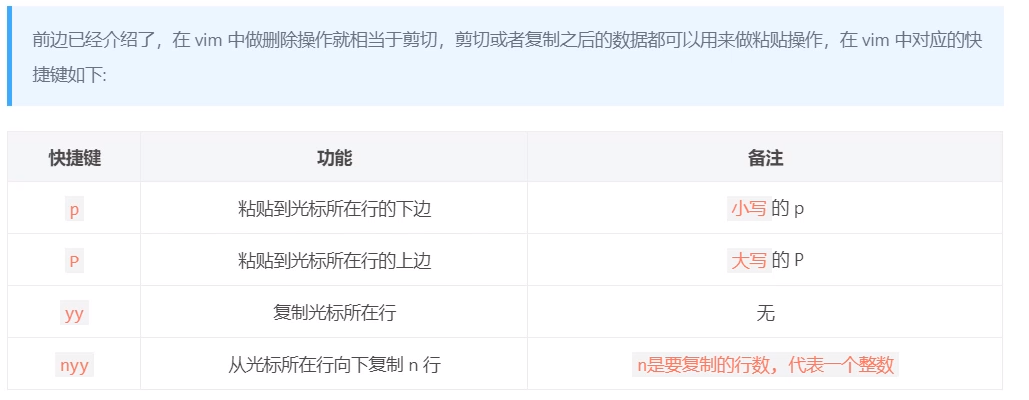 前边已经介绍了，在 vim 中做删除操作就相当于剪切，剪切或者复制之后的数据都可以用来做粘贴操作，在 vim 中对应的快
捷键如下:
快捷键 功能 备注
p 粘贴到光标所在行的下边 小写的 p
P 粘贴到光标所在行的上边 大写的 P
yy 复制光标所在行 无
nyy 从光标所在行向下复制 n 行 n是要复制的行数，代表一个整数